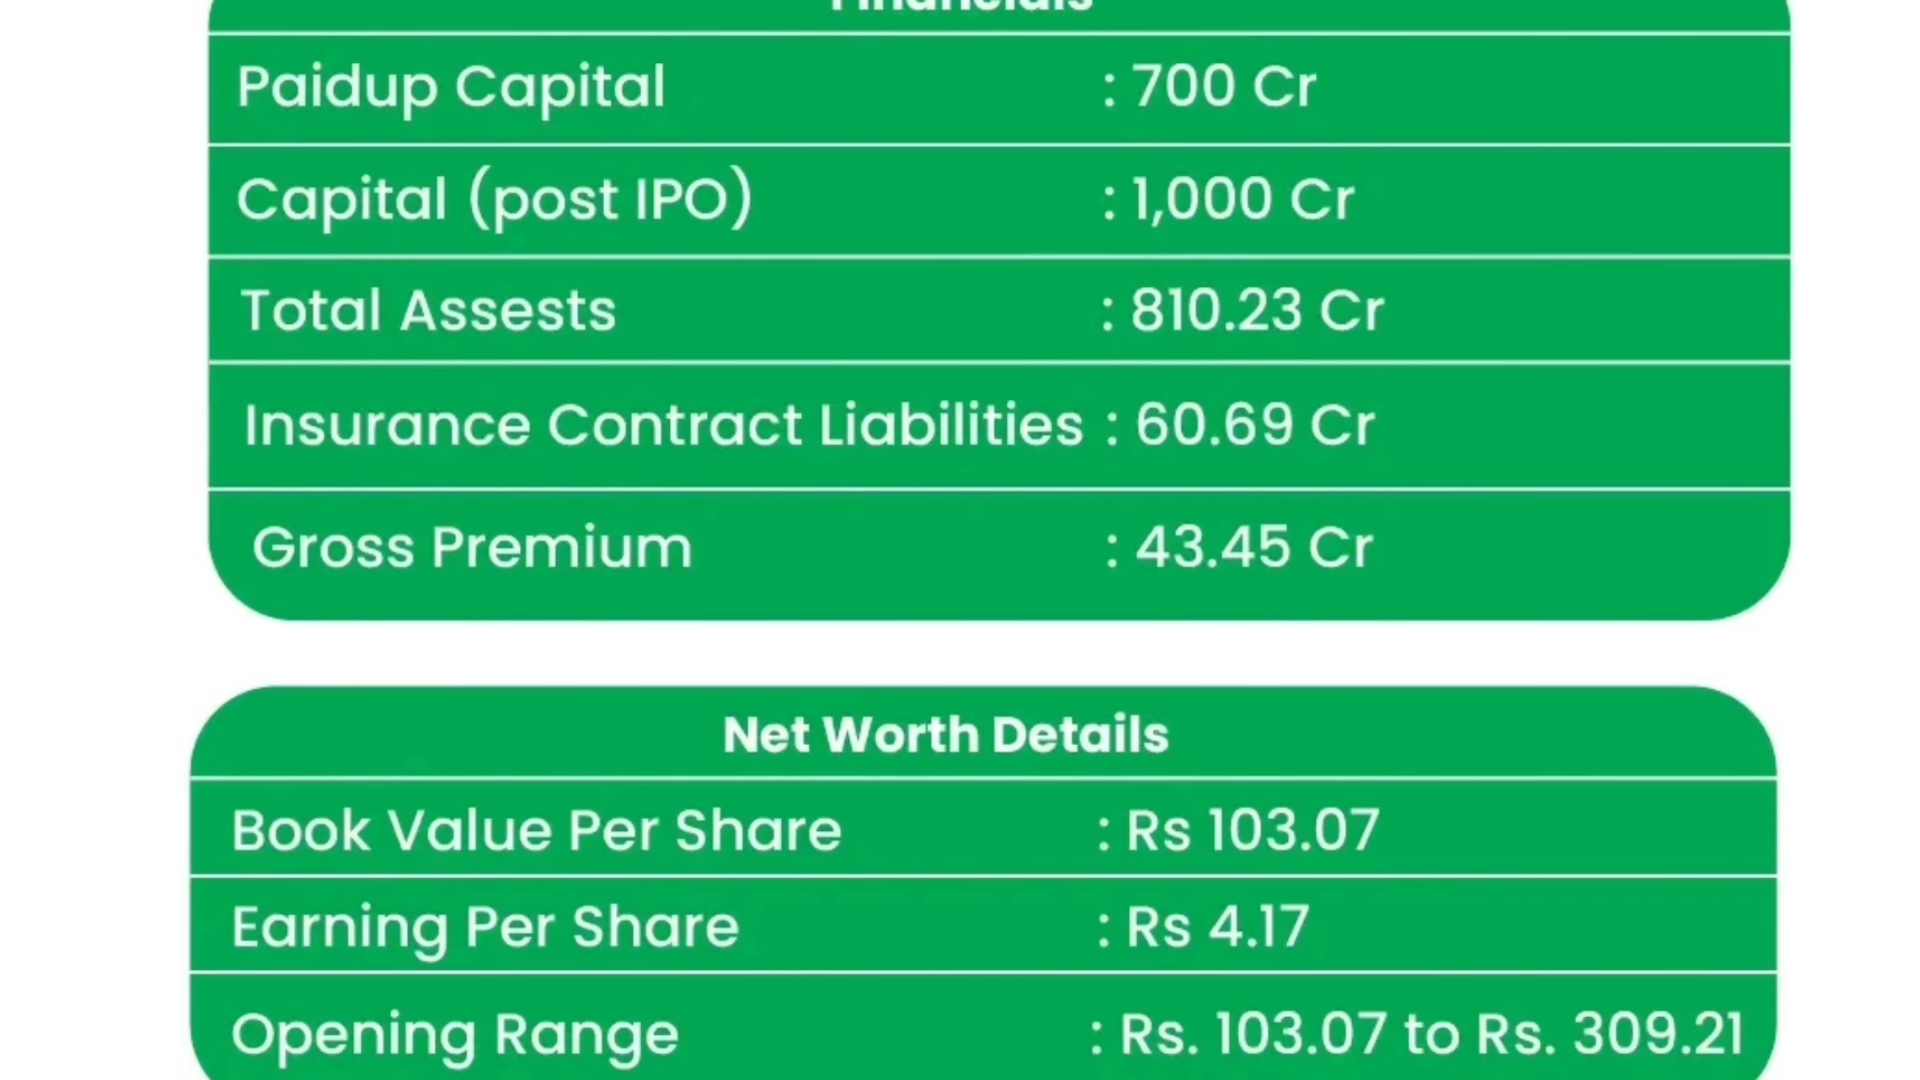 Financials
Paidup Capital : 700 Cr
Capital (post IPO) : 1,000 Cr
Total Assests : 810.23 Cr
Insurance Contract Liabilities : 60.69 Cr
Gross Premium : 43.45 Cr
Net Worth Details
Book Value Per Share : Rs 103.07
Earning Per Share : Rs 4.17
Opening Range : Rs. 103.07 to Rs. 309.21